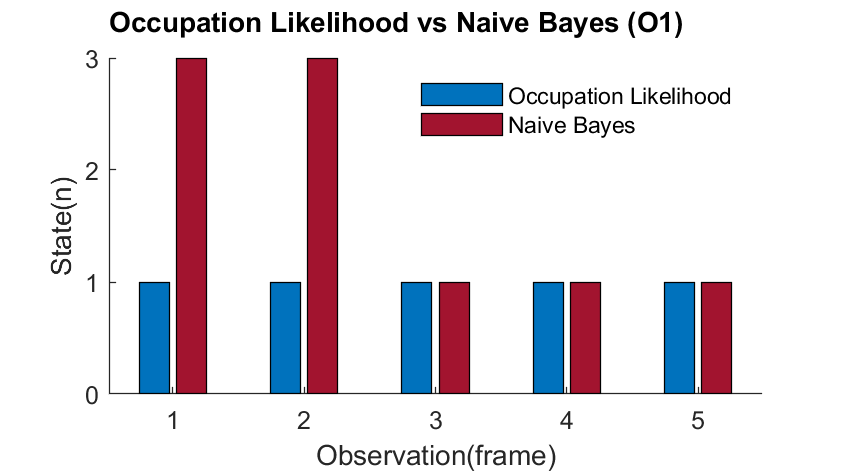 Occupation Likelihood vs Naive Bayes (O1)
3
2
1
0
State(n)
Occupation Likelihood
Naive Bayes
1 2 3 4 5
Observation(frame)